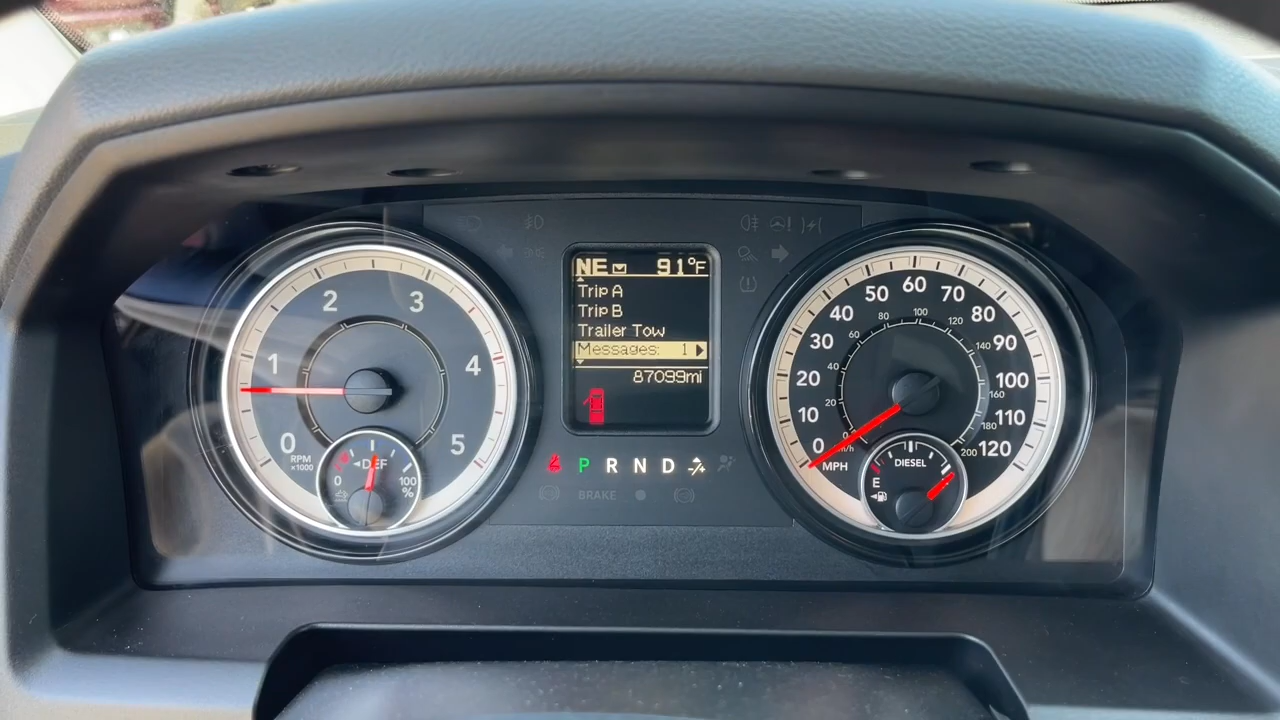 NE 91°F
Trip A
Trip B
Trailer Tow
Messages: 1
87099mi
0 1 2 3 4 5
RPM
×1000
DEF
0 100
%
P R N D
BRAKE
0 10 20 30 40 50 60 70 80 90 100 110 120
MPH
20 40 60 80 100 120 140 160 180 200
km/h
DIESEL
E